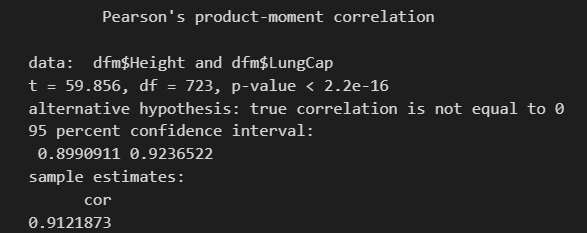 Pearson's product-moment correlation
data:  dfm$Height and dfm$LungCap
t = 59.856, df = 723, p-value < 2.2e-16
alternative hypothesis: true correlation is not equal to 0
95 percent confidence interval:
0.8990911 0.9236522
sample estimates:
cor
0.9121873